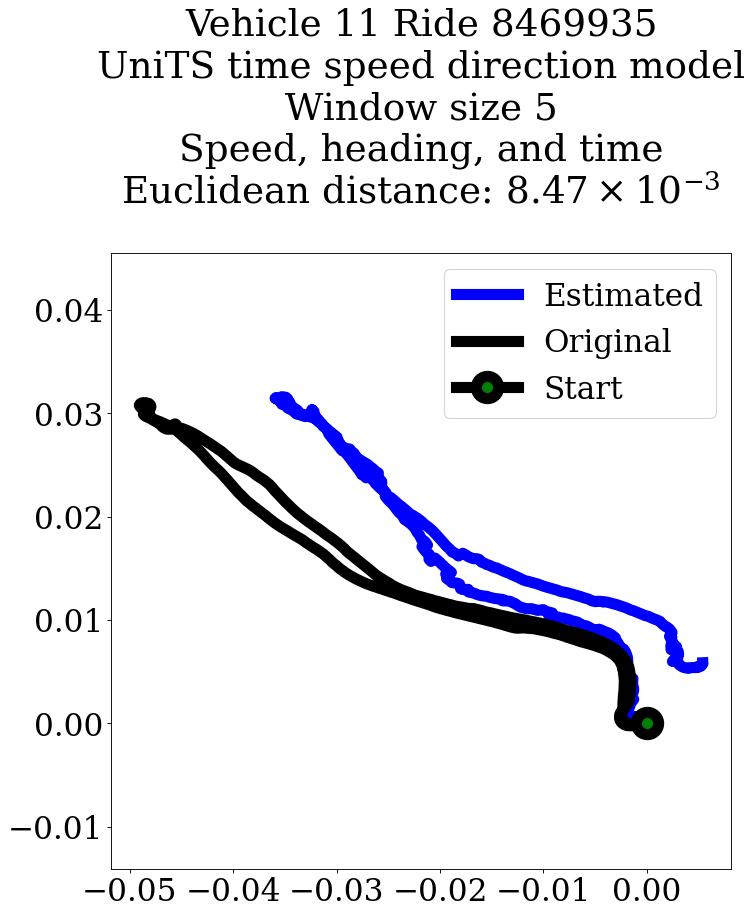 Vehicle 11 Ride 8469935
UniTS time speed direction model
Window size 5
Speed, heading, and time
Euclidean distance: 8.47 × 10⁻³
Estimated
Original
Start
0.04
0.03
0.02
0.01
0.00
−0.01
−0.05 −0.04 −0.03 −0.02 −0.01 0.00